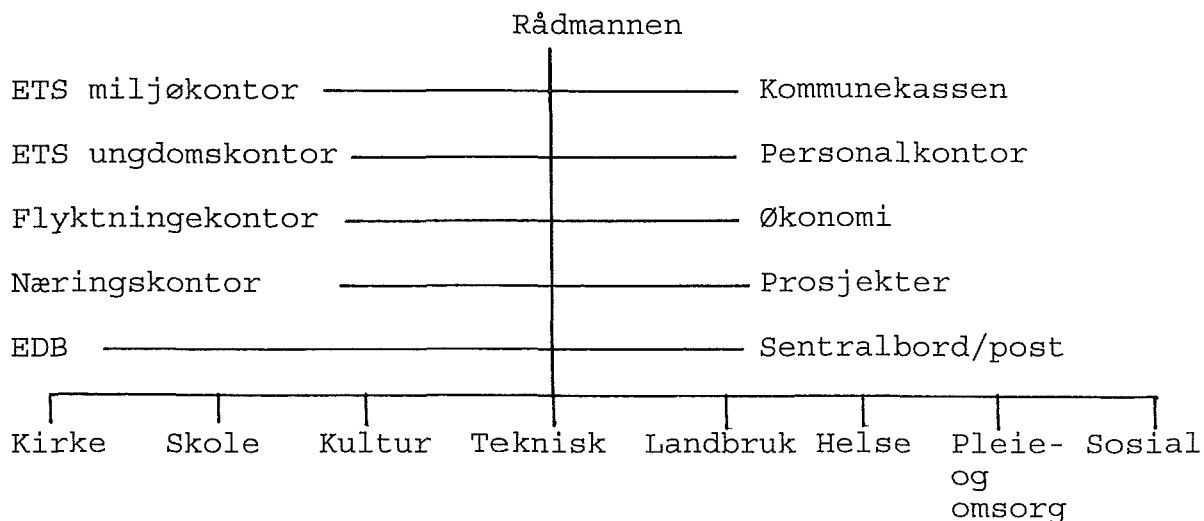 Rådmannen
ETS miljøkontor Kommunekassen
ETS ungdomskontor Personalkontor
Flyktningekontor Økonomi
Næringskontor Prosjekter
EDB Sentralbord/post
Kirke Skole Kultur Teknisk Landbruk Helse Pleie- Sosial
og
omsorg